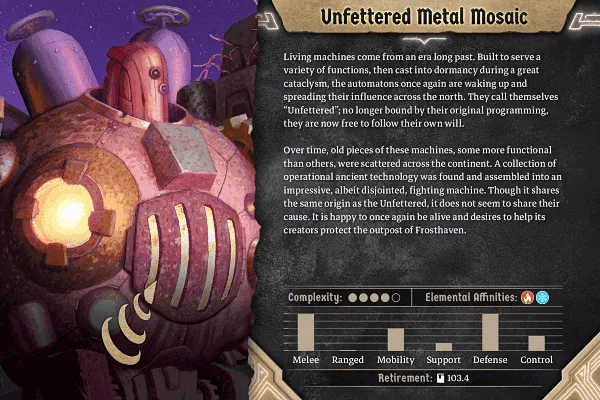 Unfettered Metal Mosaic
Living machines come from an era long past. Built to serve a
variety of functions, then cast into dormancy during a great
cataclysm, the automatons once again are waking up and
spreading their influence across the north. They call themselves
“Unfettered”; no longer bound by their original programming,
they are now free to follow their own will.
Over time, old pieces of these machines, some more functional
than others, were scattered across the continent. A collection of
operational ancient technology was found and assembled into an
impressive, albeit disjointed, fighting machine. Though it shares
the same origin as the Unfettered, it does not seem to share their
cause. It is happy to once again be alive and desires to help its
creators protect the outpost of Frosthaven.
Complexity: Elemental Affinities:
Melee Ranged Mobility Support Defense Control
Retirement: 103.4